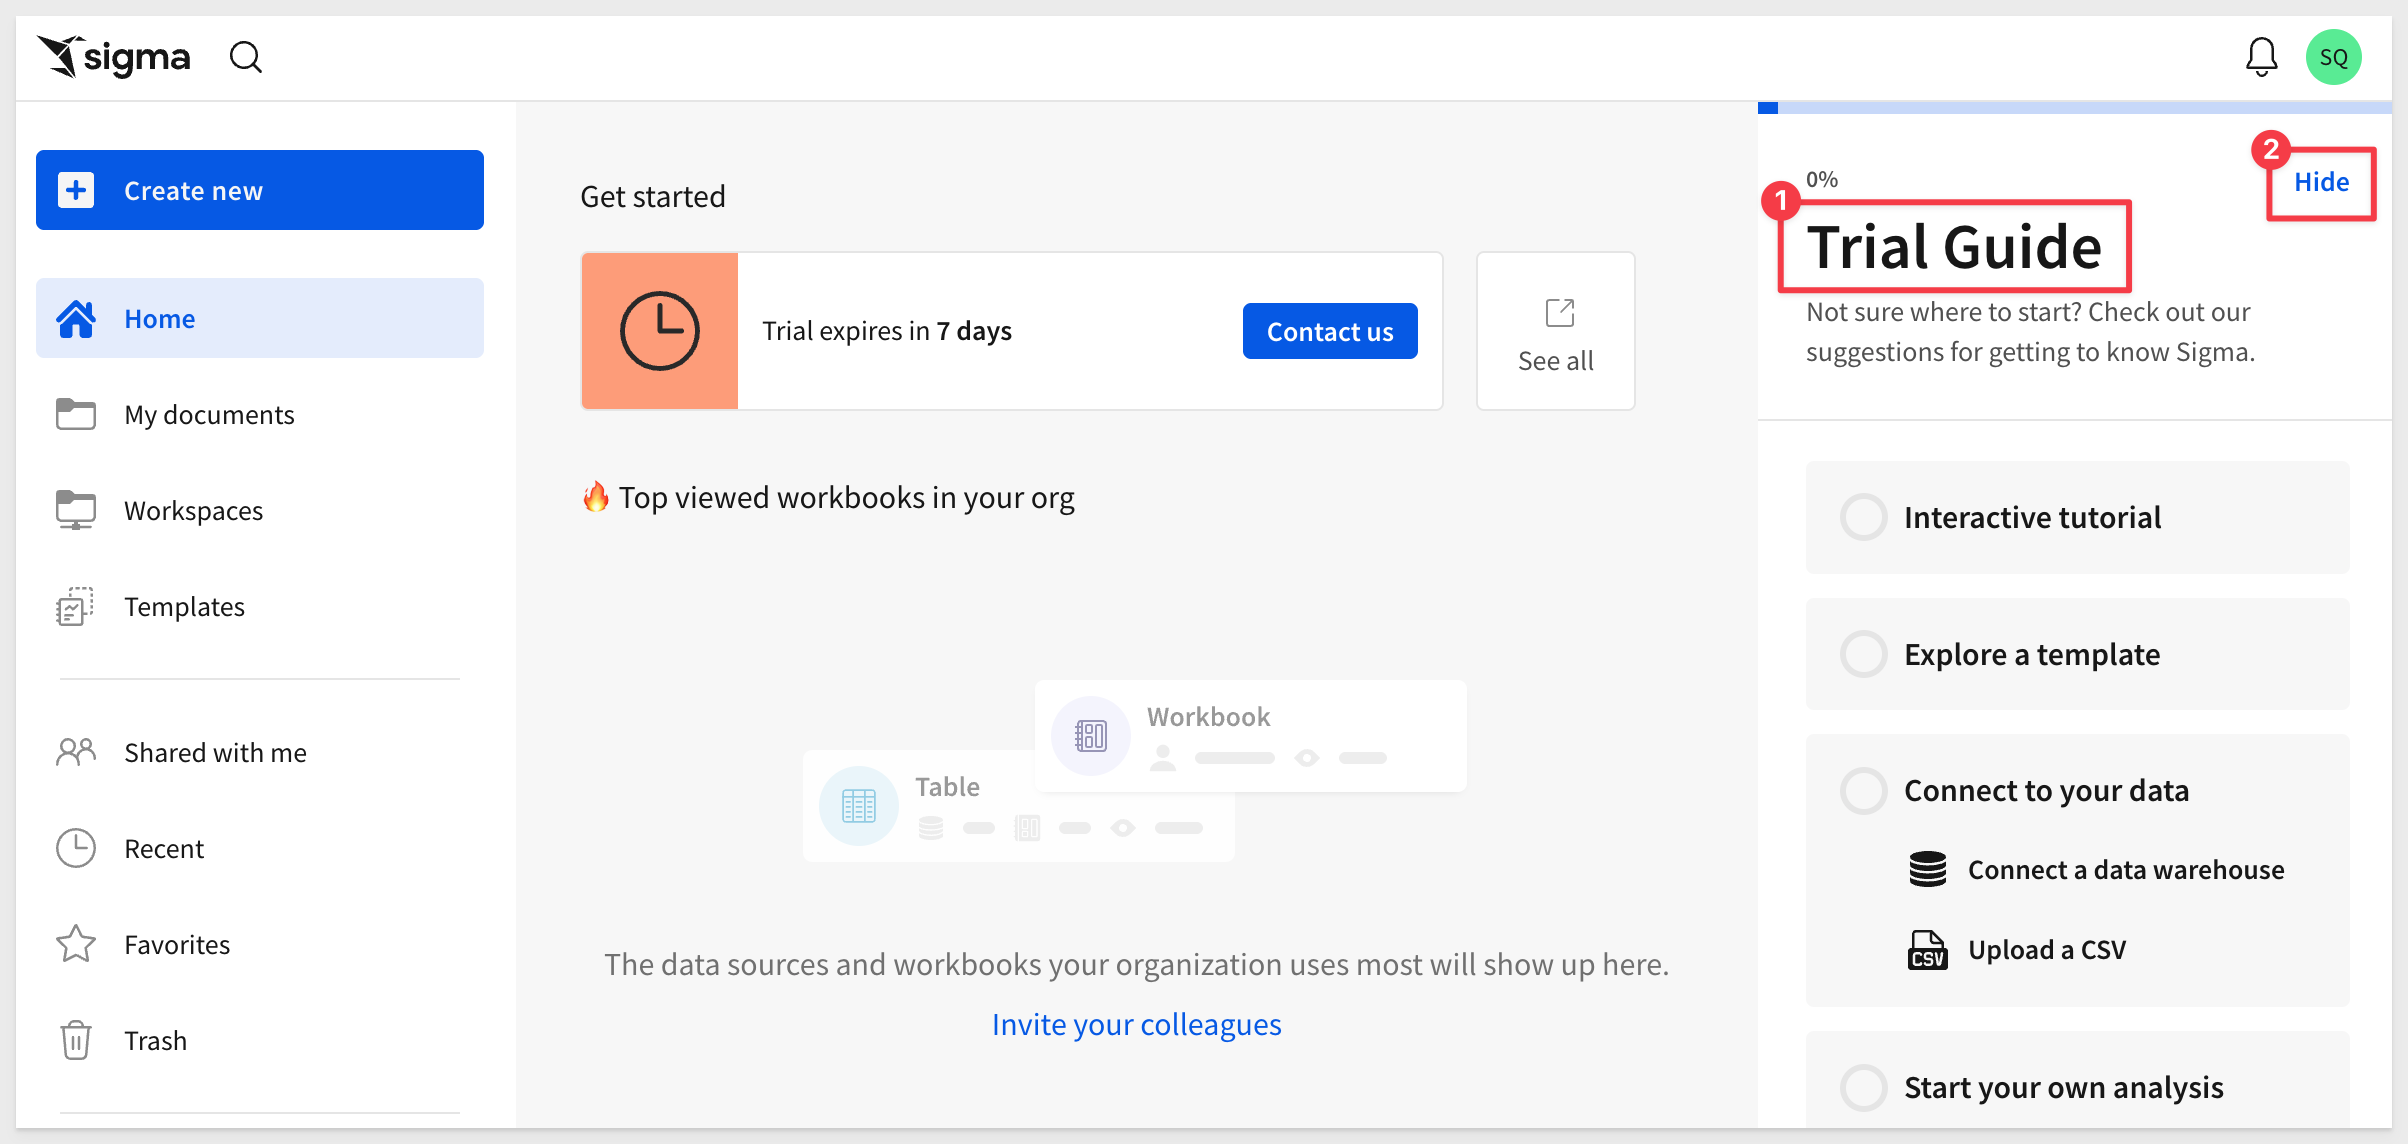 sigma
SQ
Create new
Home
My documents
Workspaces
Templates
Shared with me
Recent
Favorites
Trash
Get started
Trial expires in 7 days
Contact us
See all
🔥 Top viewed workbooks in your org
Workbook
Table
The data sources and workbooks your organization uses most will show up here.
Invite your colleagues
0%
2
Hide
1
Trial Guide
Not sure where to start? Check out our
suggestions for getting to know Sigma.
Interactive tutorial
Explore a template
Connect to your data
Connect a data warehouse
CSV
Upload a CSV
Start your own analysis